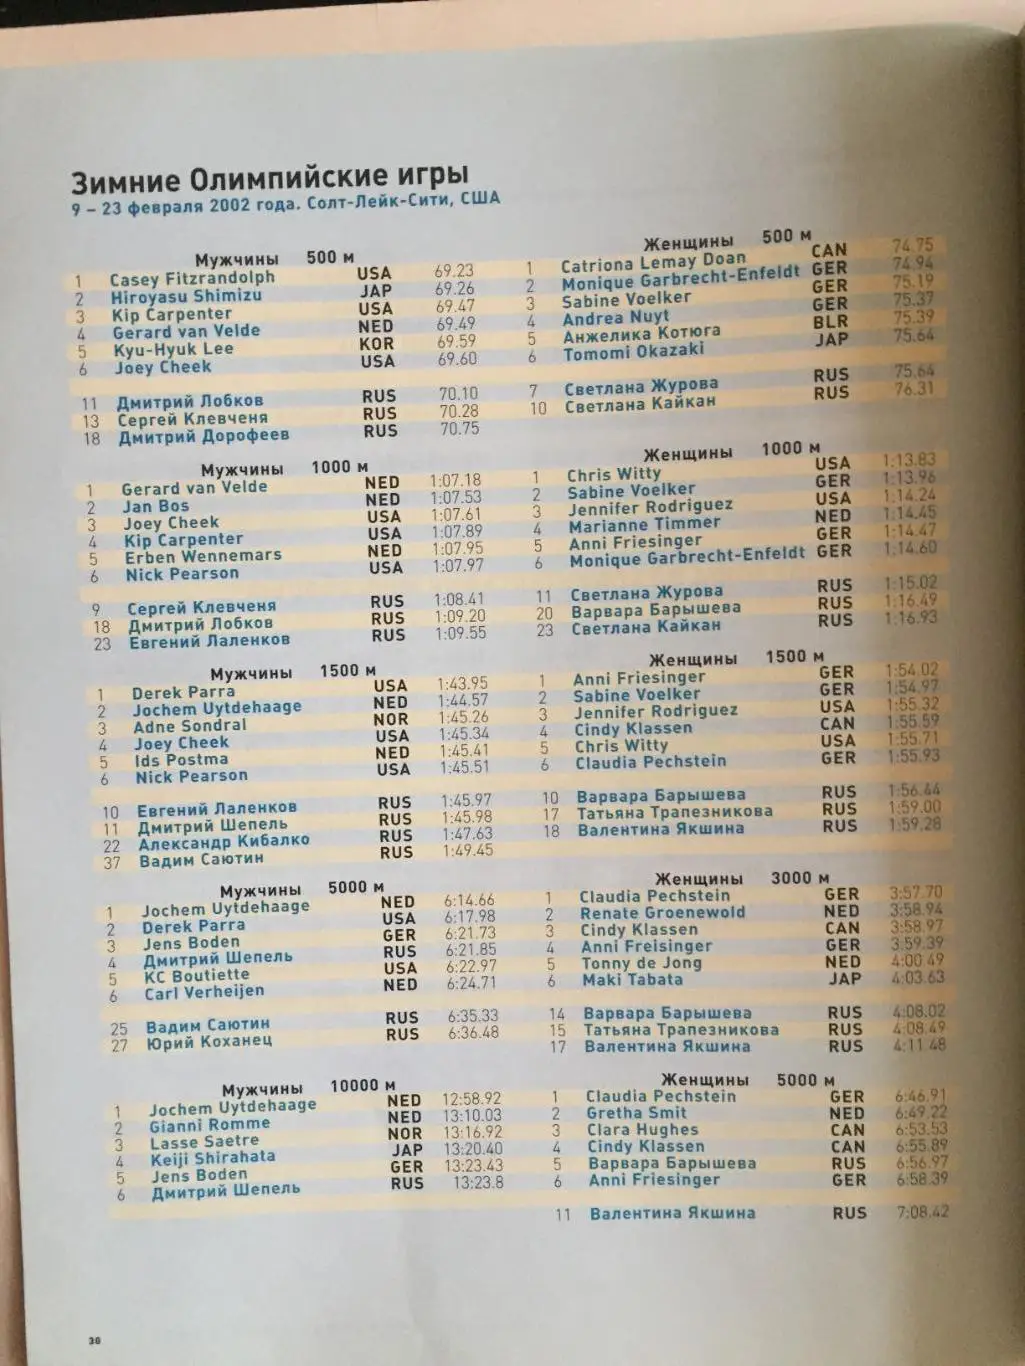 Зимние Олимпийские игры
9 – 23 февраля 2002 года. Солт-Лейк-Сити, США
Мужчины 500 м
1 Casey Fitzrandolph USA 69.23
2 Hiroyasu Shimizu JAP 69.26
3 Kip Carpenter USA 69.47
4 Gerard van Velde NED 69.49
5 Kyu-Hyuk Lee KOR 69.59
6 Joey Cheek USA 69.60
11 Дмитрий Лобков RUS 70.10
13 Сергей Клевченя RUS 70.28
18 Дмитрий Дорофеев RUS 70.75
Мужчины 1000 м
1 Gerard van Velde NED 1:07.18
2 Jan Bos NED 1:07.53
3 Joey Cheek USA 1:07.61
4 Kip Carpenter USA 1:07.89
5 Erben Wennemars NED 1:07.95
6 Nick Pearson USA 1:07.97
9 Сергей Клевченя RUS 1:08.41
18 Дмитрий Лобков RUS 1:09.20
23 Евгений Лаленков RUS 1:09.55
Мужчины 1500 м
1 Derek Parra USA 1:43.95
2 Jochem Uytdehaage NED 1:44.57
3 Adne Sondral NOR 1:45.26
4 Joey Cheek USA 1:45.34
5 Ids Postma NED 1:45.41
6 Nick Pearson USA 1:45.51
10 Евгений Лаленков RUS 1:45.97
11 Дмитрий Шепель RUS 1:45.98
22 Александр Кибалко RUS 1:47.63
37 Вадим Саютин RUS 1:49.45
Мужчины 5000 м
1 Jochem Uytdehaage NED 6:14.66
2 Derek Parra USA 6:17.98
3 Jens Boden GER 6:21.73
4 Дмитрий Шепель RUS 6:21.85
5 KC Boutiette USA 6:22.97
6 Carl Verheijen NED 6:24.71
25 Вадим Саютин RUS 6:35.33
27 Юрий Коханец RUS 6:36.48
Мужчины 10000 м
1 Jochem Uytdehaage NED 12:58.92
2 Gianni Romme NED 13:10.03
3 Lasse Saetre NOR 13:16.92
4 Keiji Shirahata JAP 13:20.40
5 Jens Boden GER 13:23.43
6 Дмитрий Шепель RUS 13:23.8
Женщины 500 м
1 Catriona Lemay Doan CAN 74.75
2 Monique Garbrecht-Enfeldt GER 74.94
3 Sabine Voelker GER 75.19
4 Andrea Nuyt GER 75.37
5 Анжелика Котюга BLR 75.39
6 Tomomi Okazaki JAP 75.64
7 Светлана Журова RUS 75.64
10 Светлана Кайкан RUS 76.31
Женщины 1000 м
1 Chris Witty USA 1:13.83
2 Sabine Voelker GER 1:13.96
3 Jennifer Rodriguez USA 1:14.24
4 Marianne Timmer NED 1:14.45
5 Anni Friesinger GER 1:14.47
6 Monique Garbrecht-Enfeldt GER 1:14.60
11 Светлана Журова RUS 1:15.02
20 Варвара Барышева RUS 1:16.49
23 Светлана Кайкан RUS 1:16.93
Женщины 1500 м
1 Anni Friesinger GER 1:54.02
2 Sabine Voelker GER 1:54.97
3 Jennifer Rodriguez USA 1:55.32
4 Cindy Klassen CAN 1:55.59
5 Chris Witty USA 1:55.71
6 Claudia Pechstein GER 1:55.93
10 Варвара Барышева RUS 1:56.44
17 Татьяна Трапезникова RUS 1:59.00
18 Валентина Якшина RUS 1:59.28
Женщины 3000 м
1 Claudia Pechstein GER 3:57.70
2 Renate Groenewold NED 3:58.94
3 Cindy Klassen CAN 3:58.97
4 Anni Freisinger GER 3.59.39
5 Tonny de Jong NED 4:00.49
6 Maki Tabata JAP 4:03.63
14 Варвара Барышева RUS 4:08.02
15 Татьяна Трапезникова RUS 4:08.49
17 Валентина Якшина RUS 4:11.48
Женщины 5000 м
1 Claudia Pechstein GER 6:46.91
2 Gretha Smit NED 6:49.22
3 Clara Hughes CAN 6:53.53
4 Cindy Klassen CAN 6:55.89
5 Варвара Барышева RUS 6:56.97
6 Anni Friesinger GER 6:58.39
11 Валентина Якшина RUS 7:08.42
30